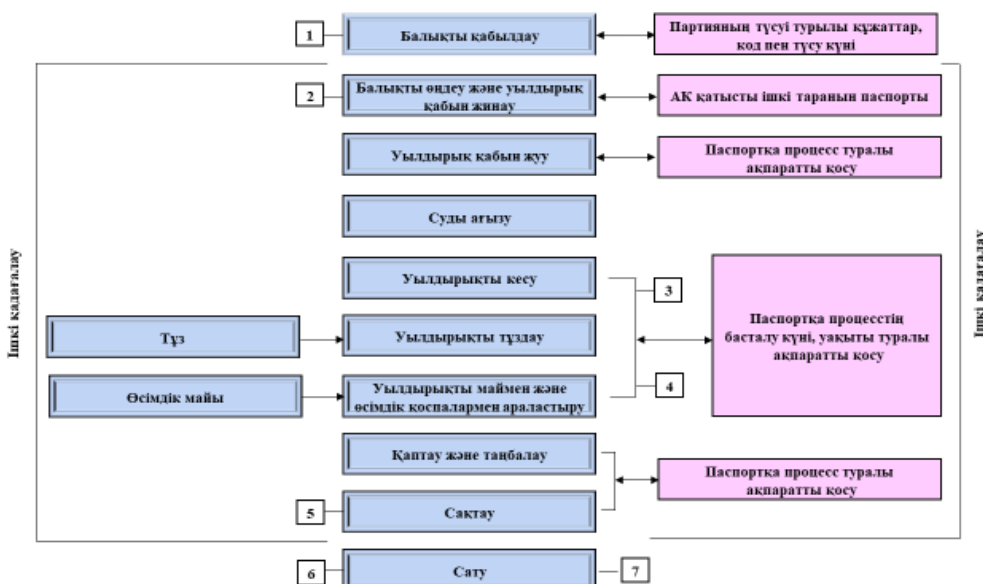 1
Балықты қабылдау
Партияның түсуі турылы құжаттар,
код пен түсу күні
2
Балықты өңдеу және уылдырық
қабын жинау
АК қатысты ішкі таранын паспорты
Уылдырық қабын жуу
Паспортқа процесс туралы
ақпаратты қосу
Суды ағызу
Ішкі қадағалау
Ішкі қадағалау
Уылдырықты кесу
3
Тұз
Уылдырықты тұздау
Паспортқа процесстің
басталу күні, уақыты туралы
ақпаратты қосу
Өсімдік майы
Уылдырықты маймен және
өсімдік қоспалармен араластыру
4
Қаптау және таңбалау
Паспортқа процесс туралы
ақпаратты қосу
5
Сақтау
6
Сату
7